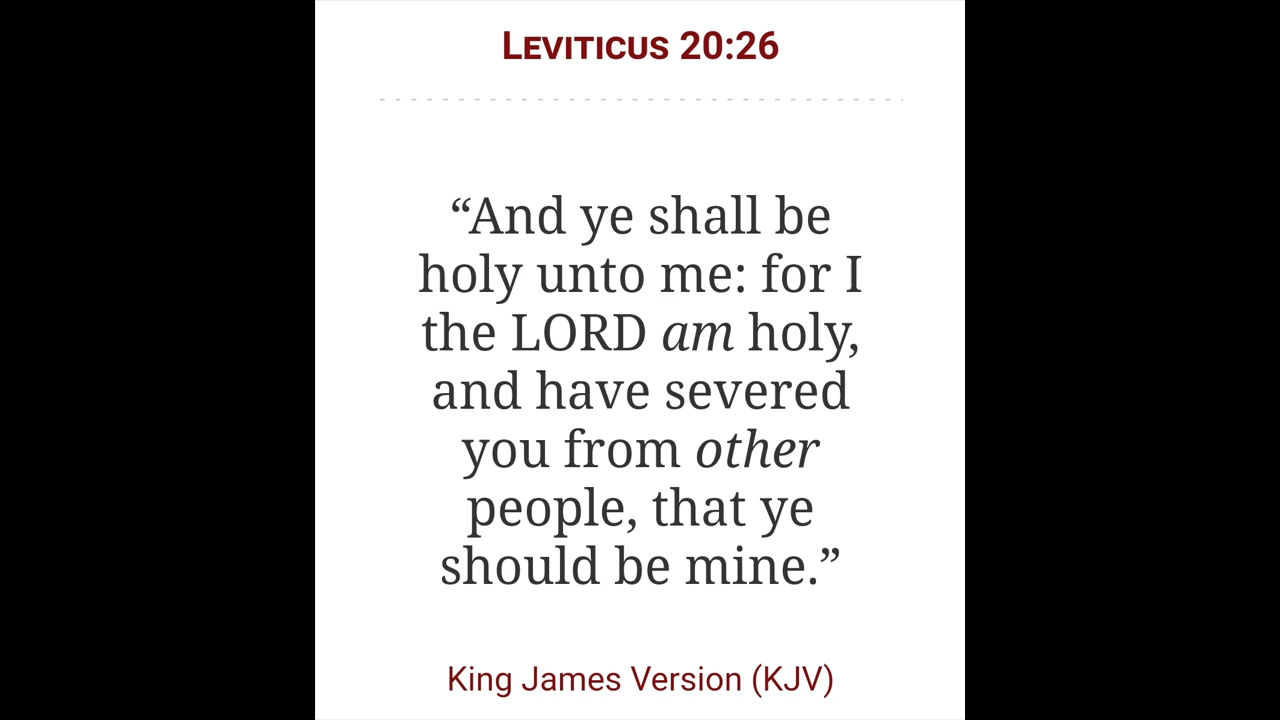 LEVITICUS 20:26
“And ye shall be
holy unto me: for I
the LORD am holy,
and have severed
you from other
people, that ye
should be mine.”
King James Version (KJV)